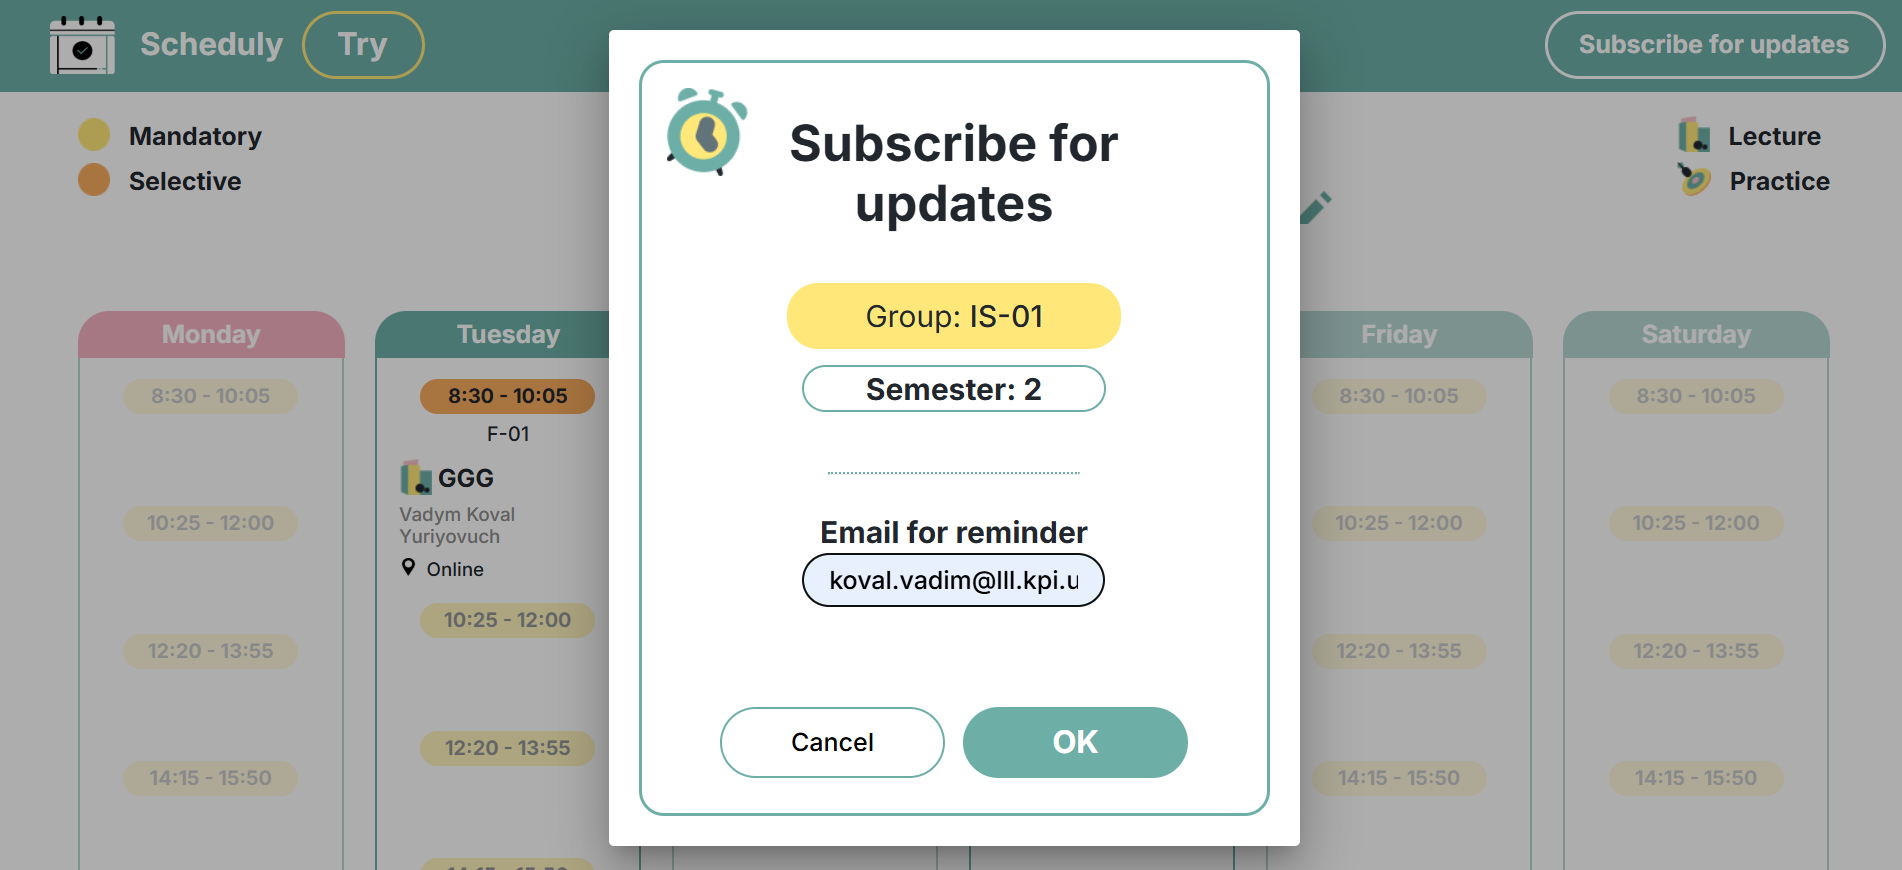 Scheduly
Try
Subscribe for updates
Mandatory
Selective
Lecture
Practice
Subscribe for
updates
Group: IS-01
Semester: 2
Email for reminder
koval.vadim@lll.kpi.u
Cancel
OK
Monday
8:30 - 10:05
10:25 - 12:00
12:20 - 13:55
14:15 - 15:50
Tuesday
8:30 - 10:05
F-01
GGG
Vadym Koval
Yuriyovuch
Online
10:25 - 12:00
12:20 - 13:55
14:15 - 15:50
Friday
8:30 - 10:05
10:25 - 12:00
12:20 - 13:55
14:15 - 15:50
Saturday
8:30 - 10:05
10:25 - 12:00
12:20 - 13:55
14:15 - 15:50